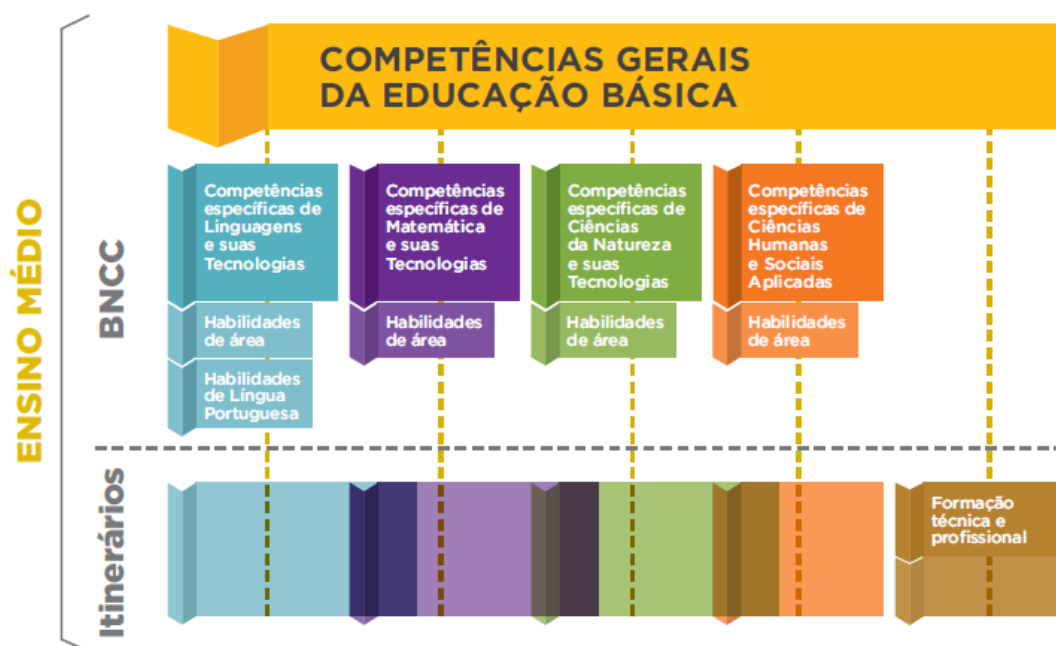 ENSINO MÉDIO
BNCC
COMPETÊNCIAS GERAIS
DA EDUCAÇÃO BÁSICA
Competências
específicas de
Linguagens
e suas
Tecnologias
Habilidades
de área
Habilidades
de Língua
Portuguesa
Competências
específicas de
Matemática
e suas
Tecnologias
Habilidades
de área
Competências
específicas de
Ciências
da Natureza
e suas
Tecnologias
Habilidades
de área
Competências
específicas de
Ciências
Humanas
e Sociais
Aplicadas
Habilidades
de área
Itinerários
Formação
técnica e
profissional